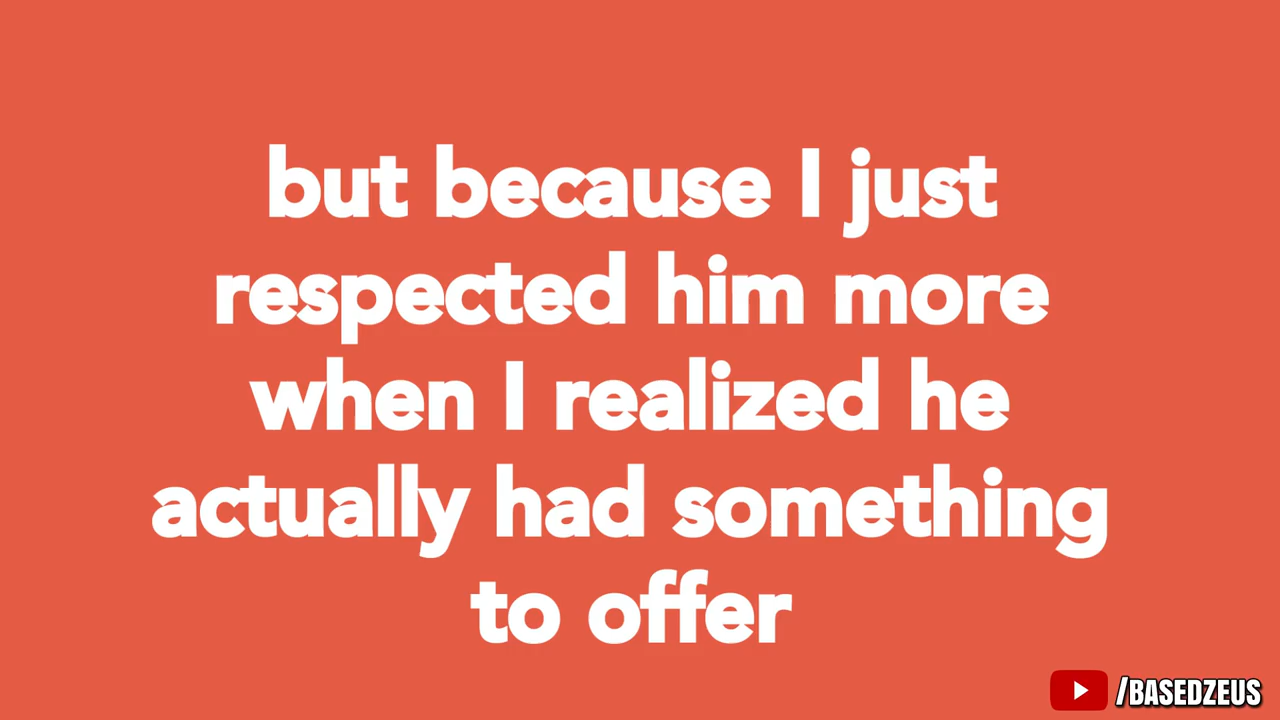 but because I just
respected him more
when I realized he
actually had something
to offer
/BASEDZEUS